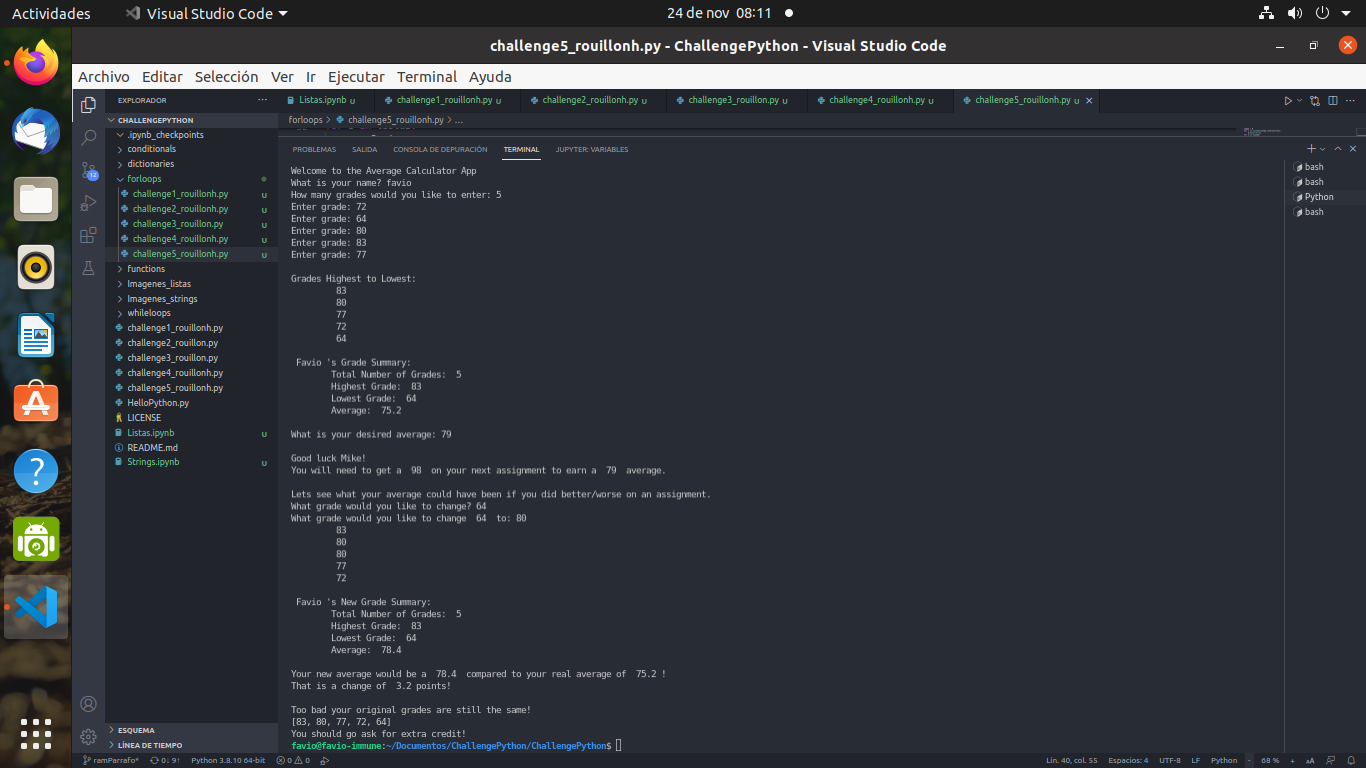 Actividades
Visual Studio Code
24 de nov 08:11
challenge5_rouillonh.py - ChallengePython - Visual Studio Code
Archivo Editar Selección Ver Ir Ejecutar Terminal Ayuda
EXPLORADOR
Listas.ipynb U
challenge1_rouillonh.py U
challenge2_rouillonh.py U
challenge3_rouillon.py U
challenge4_rouillonh.py U
challenge5_rouillonh.py U
CHALLENGEPYTHON
.ipynb_checkpoints
conditionals
dictionaries
forloops
challenge1_rouillonh.py U
challenge2_rouillonh.py U
challenge3_rouillon.py U
challenge4_rouillonh.py U
challenge5_rouillonh.py U
functions
Imagenes_listas
Imagenes_strings
whileloops
challenge1_rouillonh.py
challenge2_rouillon.py
challenge3_rouillon.py
challenge4_rouillonh.py
challenge5_rouillonh.py
HelloPython.py
LICENSE
Listas.ipynb U
README.md
Strings.ipynb U
ESQUEMA
LÍNEA DE TIEMPO
12
forloops > challenge5_rouillonh.py > ...
PROBLEMAS SALIDA CONSOLA DE DEPURACIÓN TERMINAL JUPYTER: VARIABLES
Welcome to the Average Calculator App
What is your name? favio
How many grades would you like to enter: 5
Enter grade: 72
Enter grade: 64
Enter grade: 80
Enter grade: 83
Enter grade: 77
Grades Highest to Lowest:
83
80
77
72
64
Favio 's Grade Summary:
Total Number of Grades: 5
Highest Grade: 83
Lowest Grade: 64
Average: 75.2
What is your desired average: 79
Good luck Mike!
You will need to get a 98 on your next assignment to earn a 79 average.
Lets see what your average could have been if you did better/worse on an assignment.
What grade would you like to change? 64
What grade would you like to change 64 to: 80
83
80
80
77
72
Favio 's New Grade Summary:
Total Number of Grades: 5
Highest Grade: 83
Lowest Grade: 64
Average: 78.4
Your new average would be a 78.4 compared to your real average of 75.2 !
That is a change of 3.2 points!
Too bad your original grades are still the same!
[83, 80, 77, 72, 64]
You should go ask for extra credit!
favio@favio-immune:~/Documentos/ChallengePython/ChallengePython$
bash
bash
Python
bash
ramParrafo* 0↓ 9↑ Python 3.8.10 64-bit 0 0
Lín. 40, col. 55 Espacios: 4 UTF-8 LF Python - 68 % +